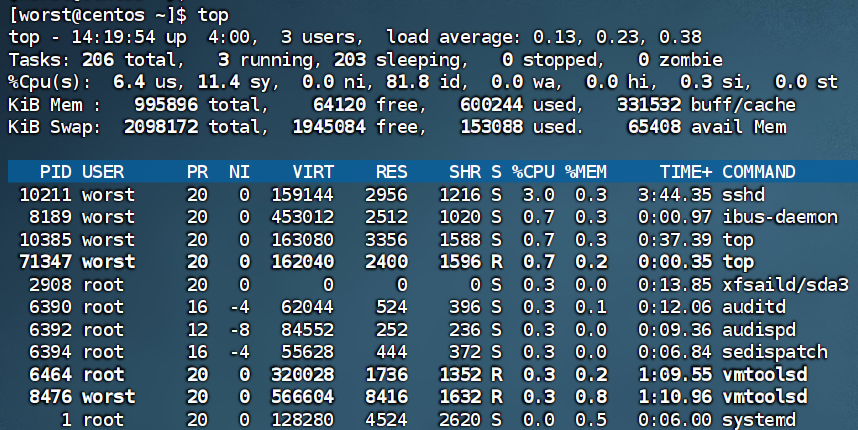 [worst@centos ~]$ top
top - 14:19:54 up  4:00,  3 users,  load average: 0.13, 0.23, 0.38
Tasks: 206 total,   3 running, 203 sleeping,   0 stopped,   0 zombie
%Cpu(s):  6.4 us, 11.4 sy,  0.0 ni, 81.8 id,  0.0 wa,  0.0 hi,  0.3 si,  0.0 st
KiB Mem :   995896 total,    64120 free,   600244 used,   331532 buff/cache
KiB Swap:  2098172 total,  1945084 free,   153088 used.    65408 avail Mem
PID USER      PR  NI    VIRT    RES    SHR S %CPU %MEM     TIME+ COMMAND
10211 worst     20   0  159144   2956   1216 S  3.0  0.3   3:44.35 sshd
8189 worst     20   0  453012   2512   1020 S  0.7  0.3   0:00.97 ibus-daemon
10385 worst     20   0  163080   3356   1588 S  0.7  0.3   0:37.39 top
71347 worst     20   0  162040   2400   1596 R  0.7  0.2   0:00.35 top
2908 root      20   0       0      0      0 S  0.3  0.0   0:13.85 xfsaild/sda3
6390 root      16  -4   62044    524    396 S  0.3  0.1   0:12.06 auditd
6392 root      12  -8   84552    252    236 S  0.3  0.0   0:09.36 audispd
6394 root      16  -4   55628    444    372 S  0.3  0.0   0:06.84 sedispatch
6464 root      20   0  320028   1736   1352 R  0.3  0.2   1:09.55 vmtoolsd
8476 worst     20   0  566604   8416   1632 R  0.3  0.8   1:10.96 vmtoolsd
1 root      20   0  128280   4524   2620 S  0.0  0.5   0:06.00 systemd